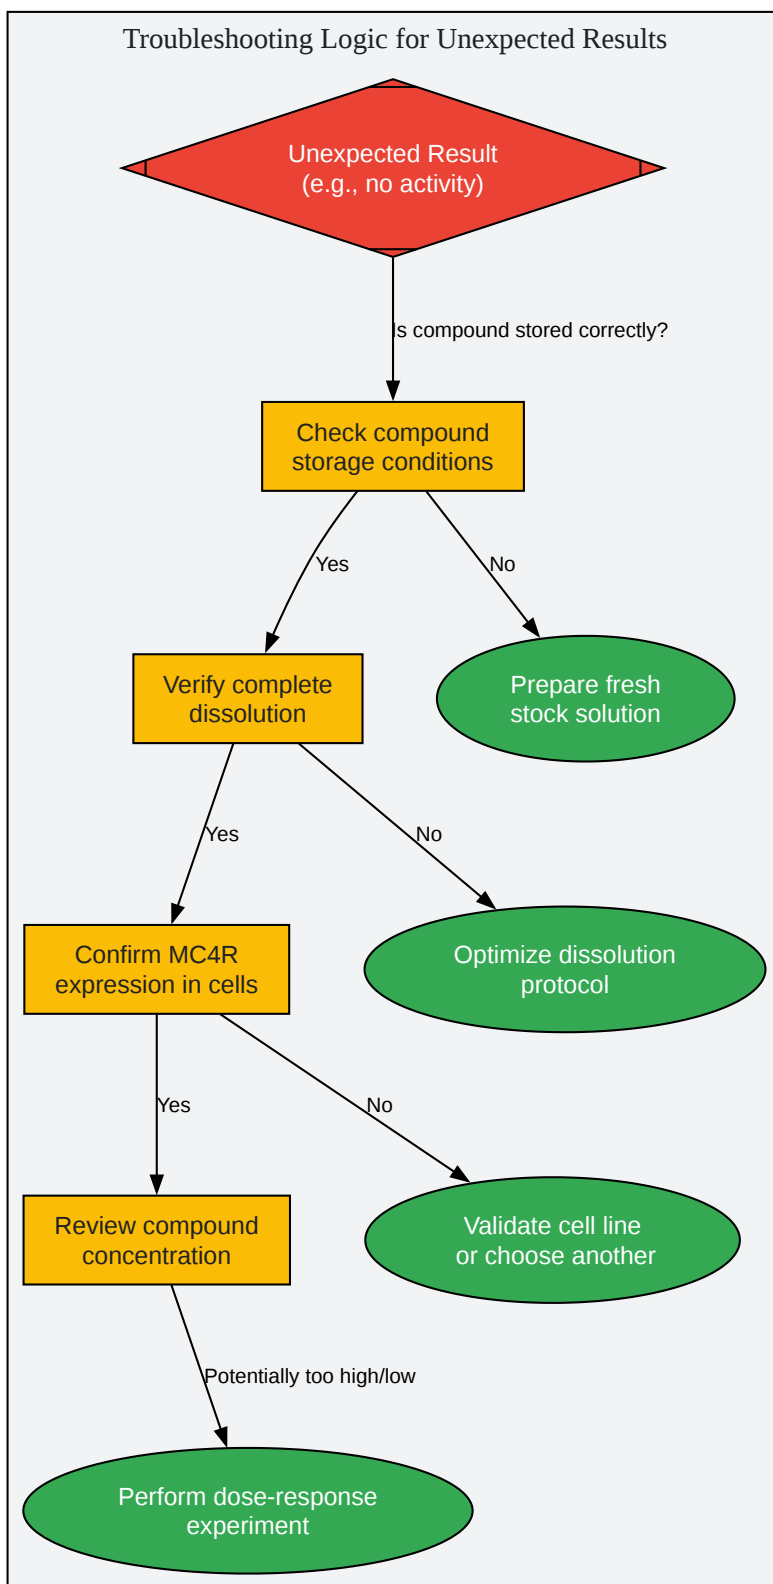 Troubleshooting Logic for Unexpected Results
Unexpected Result
(e.g., no activity)
Is compound stored correctly?
Check compound
storage conditions
Yes
No
Verify complete
dissolution
Prepare fresh
stock solution
Yes
No
Confirm MC4R
expression in cells
Optimize dissolution
protocol
Yes
No
Review compound
concentration
Validate cell line
or choose another
Potentially too high/low
Perform dose-response
experiment